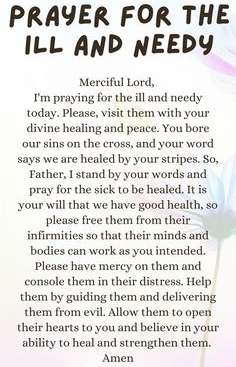 PRAYER FOR THE
ILL AND NEEDY
Merciful Lord,
I'm praying for the ill and needy
today. Please, visit them with your
divine healing and peace. You bore
our sins on the cross, and your word
says we are healed by your stripes. So,
Father, I stand by your words and
pray for the sick to be healed. It is
your will that we have good health, so
please free them from their
infirmities so that their minds and
bodies can work as you intended.
Please have mercy on them and
console them in their distress. Help
them by guiding them and delivering
them from evil. Allow them to open
their hearts to you and believe in your
ability to heal and strengthen them.
Amen